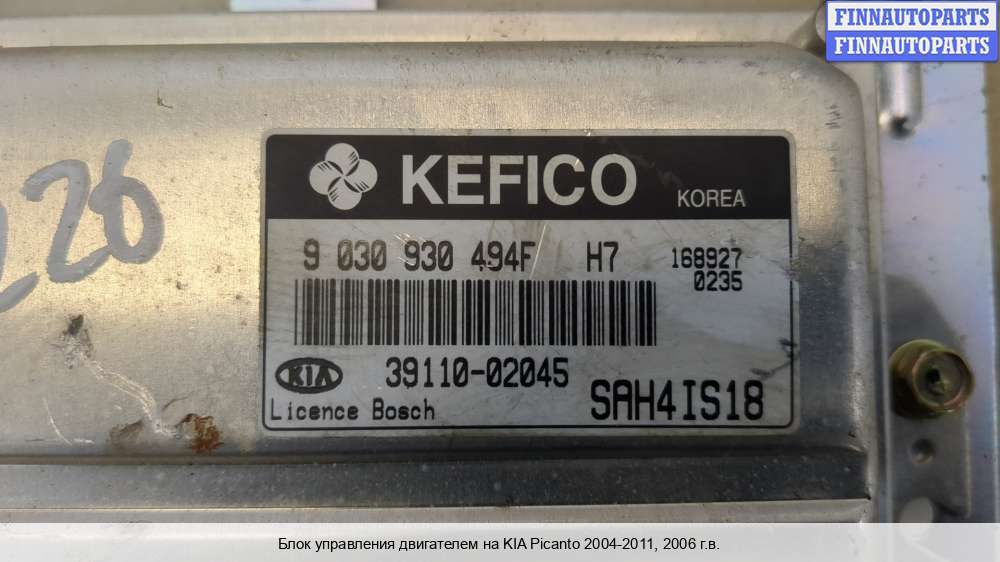 FINNAUTOPARTS
FINNAUTOPARTS
KEFICO KOREA
9 030 930 494F H7 168927
0235
226
KIA 39110-02045
Licence Bosch SAH4IS18
Блок управления двигателем на KIA Picanto 2004-2011, 2006 г.в.